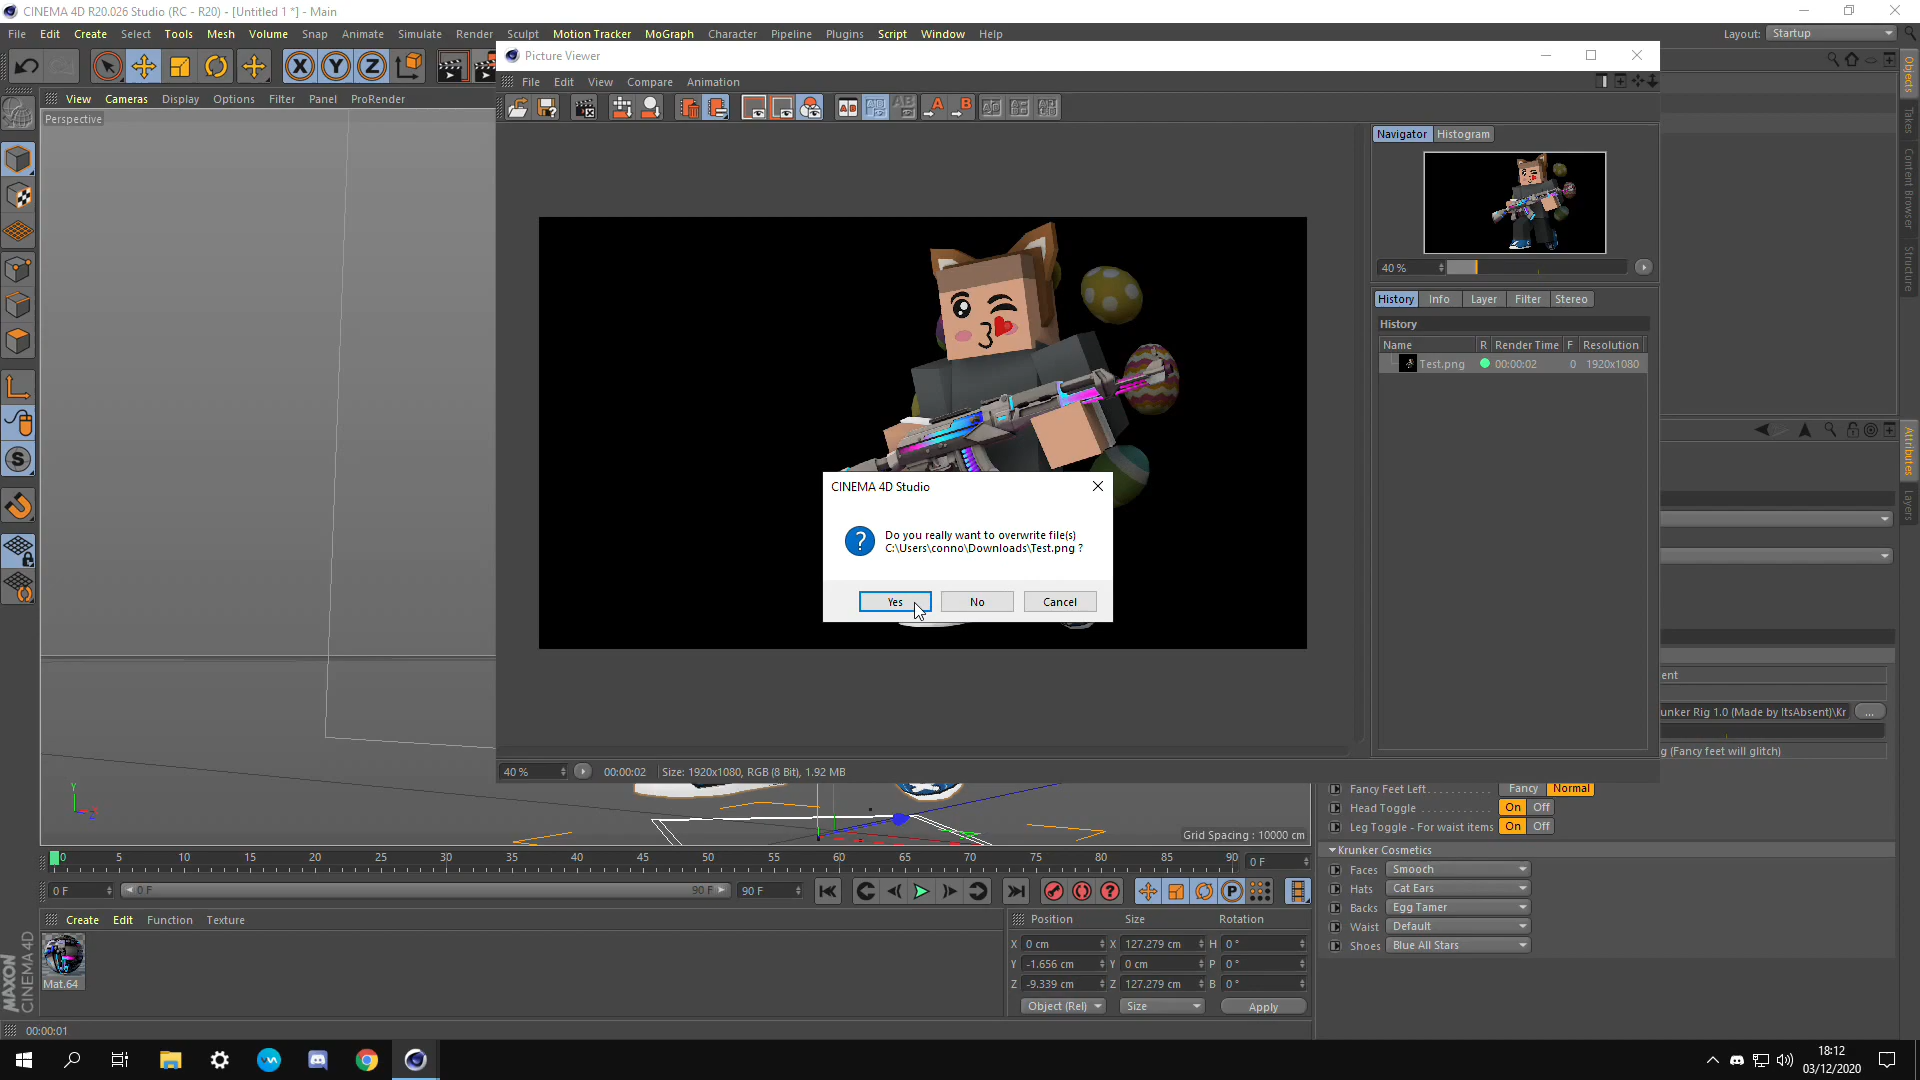 CINEMA 4D R20.026 Studio (RC - R20) - [Untitled 1 *] - Main
File Edit Create Select Tools Mesh Volume Snap Animate Simulate Render Sculpt Motion Tracker MoGraph Character Pipeline Plugins Script Window Help
Layout: Startup
Picture Viewer
File Edit View Compare Animation
View Cameras Display Options Filter Panel ProRender
Perspective
Navigator Histogram
40 %
History Info Layer Filter Stereo
History
Name R Render Time F Resolution
Test.png 00:00:02 0 1920x1080
CINEMA 4D Studio
Do you really want to overwrite file(s)
C:\Users\conno\Downloads\Test.png ?
Yes No Cancel
40 % 00:00:02 Size: 1920x1080, RGB (8 Bit), 1.92 MB
Objects
Takes
Content Browser
Structure
Attributes
Layers
ent
unker Rig 1.0 (Made by ItsAbsent)\Kr ...
g (Fancy feet will glitch)
Fancy Feet Left Fancy Normal
Head Toggle On Off
Leg Toggle - For waist items On Off
Krunker Cosmetics
Faces Smooth
Hats Cat Ears
Backs Egg Tamer
Waist Default
Shoes Blue All Stars
Y
Z
Grid Spacing : 10000 cm
0 5 10 15 20 25 30 35 40 45 50 55 60 65 70 75 80 85 90 0 F
0 F 0 F 90 F 90 F
Create Edit Function Texture
Mat.64
MAXON
CINEMA 4D
Position Size Rotation
X 0 cm X 127.279 cm H 0 °
Y -1.656 cm Y 0 cm P 0 °
Z -9.339 cm Z 127.279 cm B 0 °
Object (Rel) Size Apply
00:00:01
18:12
03/12/2020